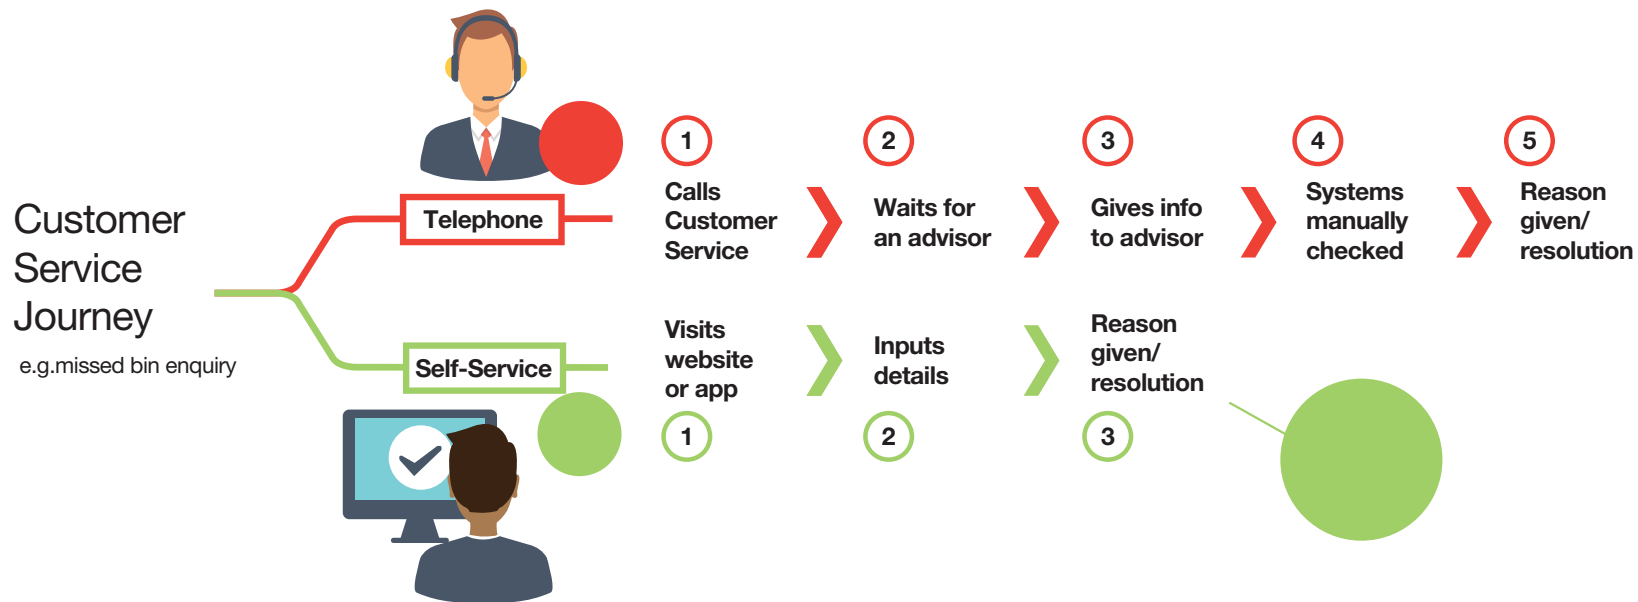 Customer
Service
Journey
e.g.missed bin enquiry
Telephone
1
Calls
Customer
Service
2
Waits for
an advisor
3
Gives info
to advisor
4
Systems
manually
checked
5
Reason
given/
resolution
Self-Service
Visits
website
or app
1
Inputs
details
2
Reason
given/
resolution
3